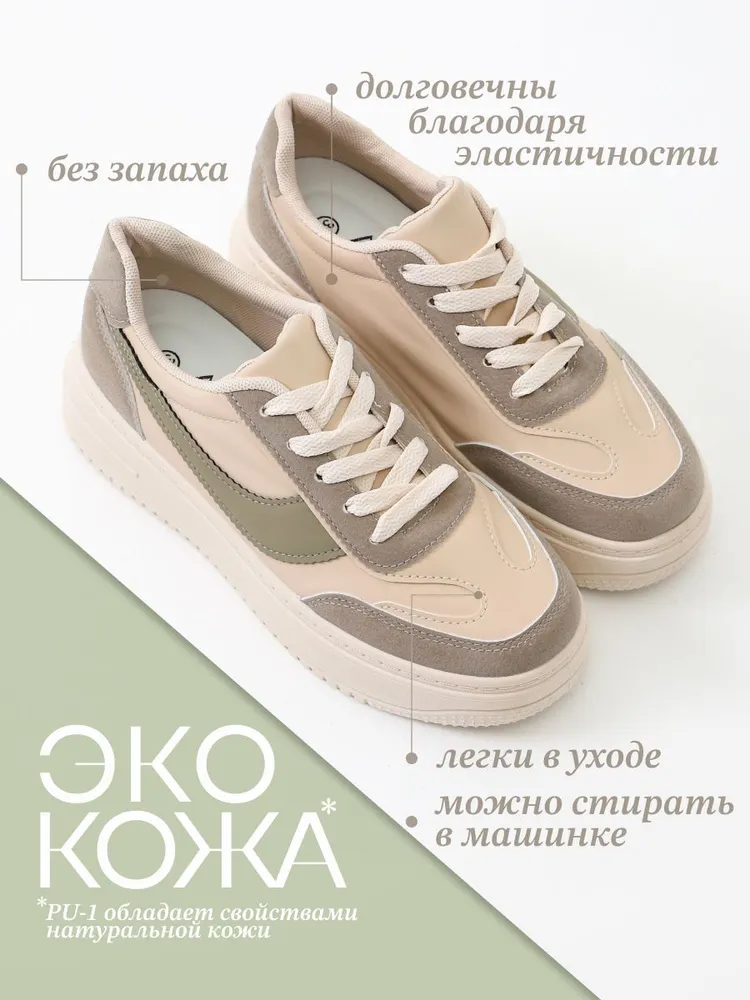 долговечны
благодаря
эластичности
без запаха
легки в уходе
можно стирать
в машинке
ЭКО
КОЖА*
*PU-1 обладает свойствами
натуральной кожи